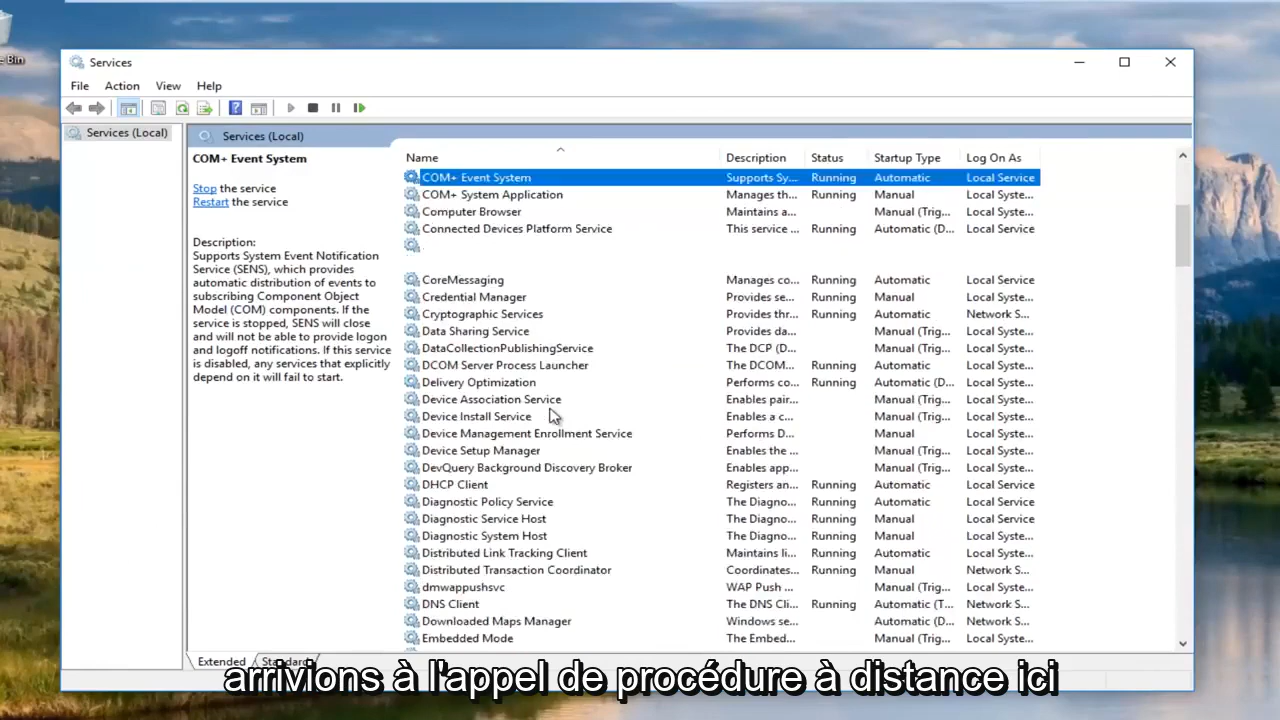 Bin
Services
File Action View Help
Services (Local)
Services (Local)
COM+ Event System
Stop the service
Restart the service
Description:
Supports System Event Notification
Service (SENS), which provides
automatic distribution of events to
subscribing Component Object
Model (COM) components. If the
service is stopped, SENS will close
and will not be able to provide logon
and logoff notifications. If this service
is disabled, any services that explicitly
depend on it will fail to start.
Name Description Status Startup Type Log On As
COM+ Event System Supports Sy... Running Automatic Local Service
COM+ System Application Manages th... Running Manual Local Syste...
Computer Browser Maintains a... Manual (Trig... Local Syste...
Connected Devices Platform Service This service ... Running Automatic (D... Local Service
CoreMessaging Manages co... Running Automatic Local Service
Credential Manager Provides se... Running Manual Local Syste...
Cryptographic Services Provides thr... Running Automatic Network S...
Data Sharing Service Provides da... Manual (Trig... Local Syste...
DataCollectionPublishingService The DCP (D... Manual (Trig... Local Syste...
DCOM Server Process Launcher The DCOM... Running Automatic Local Syste...
Delivery Optimization Performs co... Running Automatic (D... Local Syste...
Device Association Service Enables pair... Manual (Trig... Local Syste...
Device Install Service Enables a c... Manual (Trig... Local Syste...
Device Management Enrollment Service Performs D... Manual Local Syste...
Device Setup Manager Enables the ... Manual (Trig... Local Syste...
DevQuery Background Discovery Broker Enables app... Manual (Trig... Local Syste...
DHCP Client Registers an... Running Automatic Local Service
Diagnostic Policy Service The Diagno... Running Automatic (T... Local Service
Diagnostic Service Host The Diagno... Running Manual Local Service
Diagnostic System Host The Diagno... Running Manual Local Syste...
Distributed Link Tracking Client Maintains li... Running Automatic Local Syste...
Distributed Transaction Coordinator Coordinates... Running Manual Network S...
dmwappushsvc WAP Push ... Manual (Trig... Local Syste...
DNS Client The DNS Cli... Running Automatic (T... Network S...
Downloaded Maps Manager Windows se... Automatic (D... Network S...
Embedded Mode The Embed... Manual (Trig... Local Syste...
Extended Standard
arrivions à l'appel de procédure à distance ici